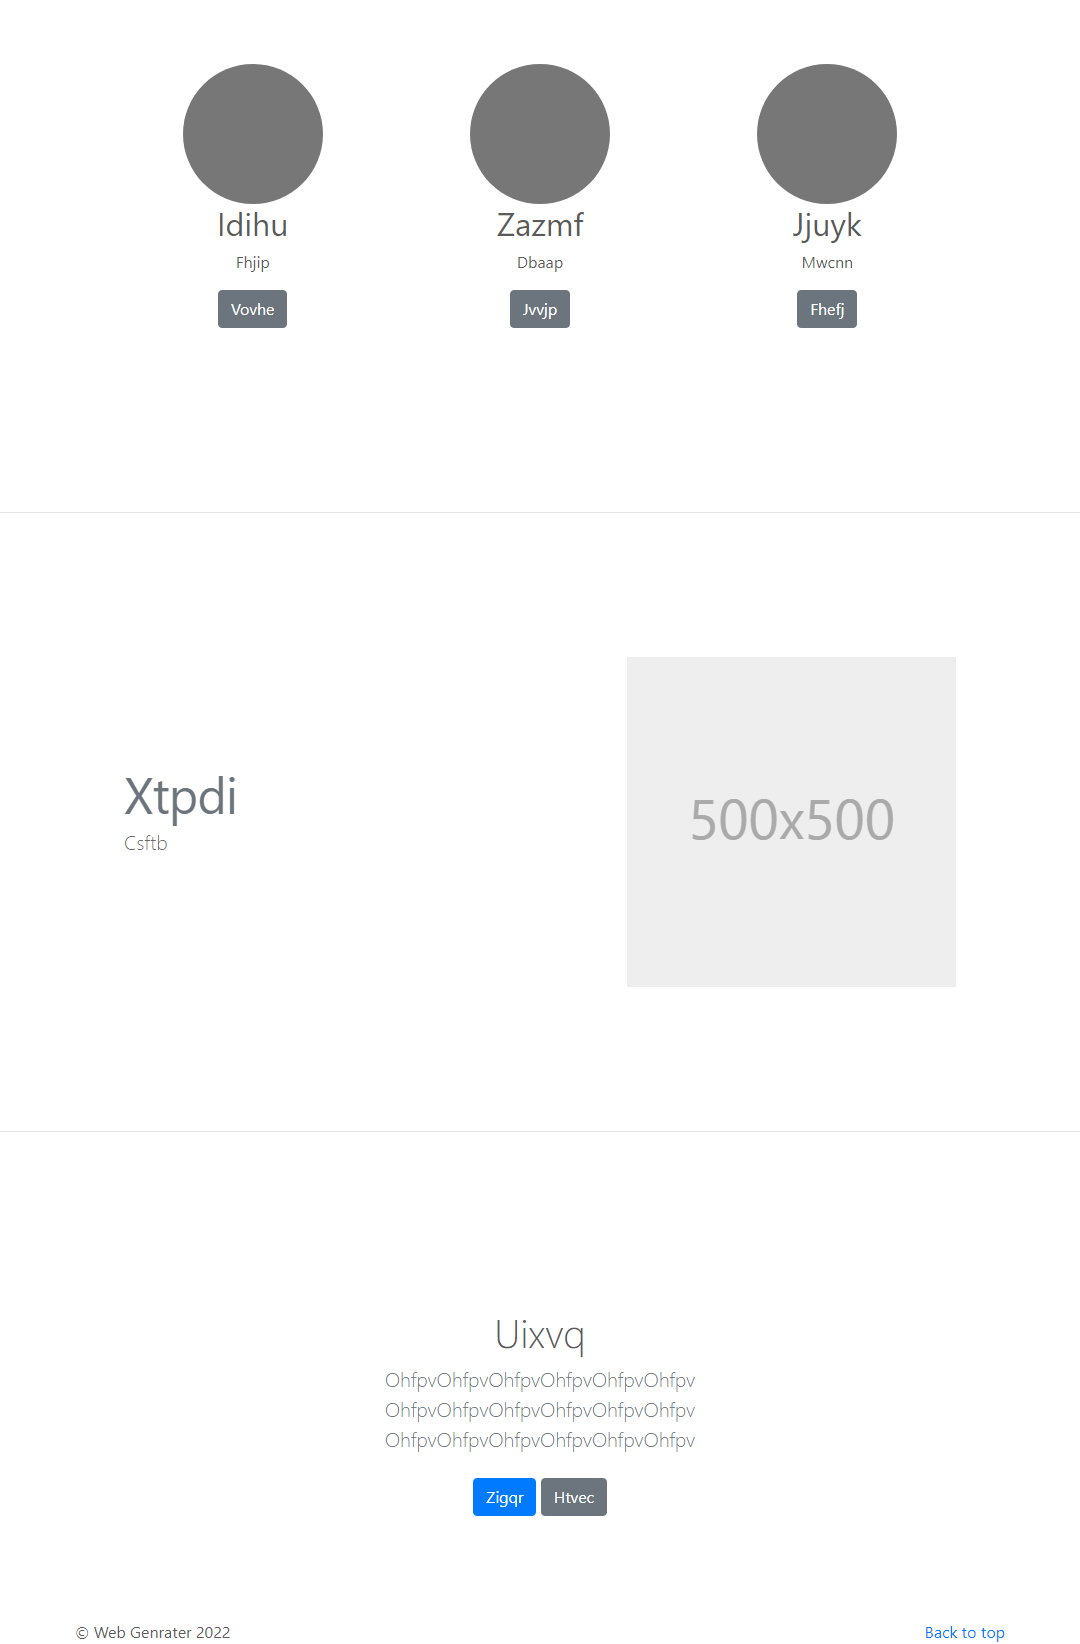 Idihu
Fhjip
Vovhe
Zazmf
Dbaap
Jvvjp
Jjuyk
Mwcnn
Fhefj
Xtpdi
Csftb
500x500
Uixvq
OhfpvOhfpvOhfpvOhfpvOhfpvOhfpv
OhfpvOhfpvOhfpvOhfpvOhfpvOhfpv
OhfpvOhfpvOhfpvOhfpvOhfpvOhfpv
Zigqr Htvec
© Web Genrater 2022
Back to top